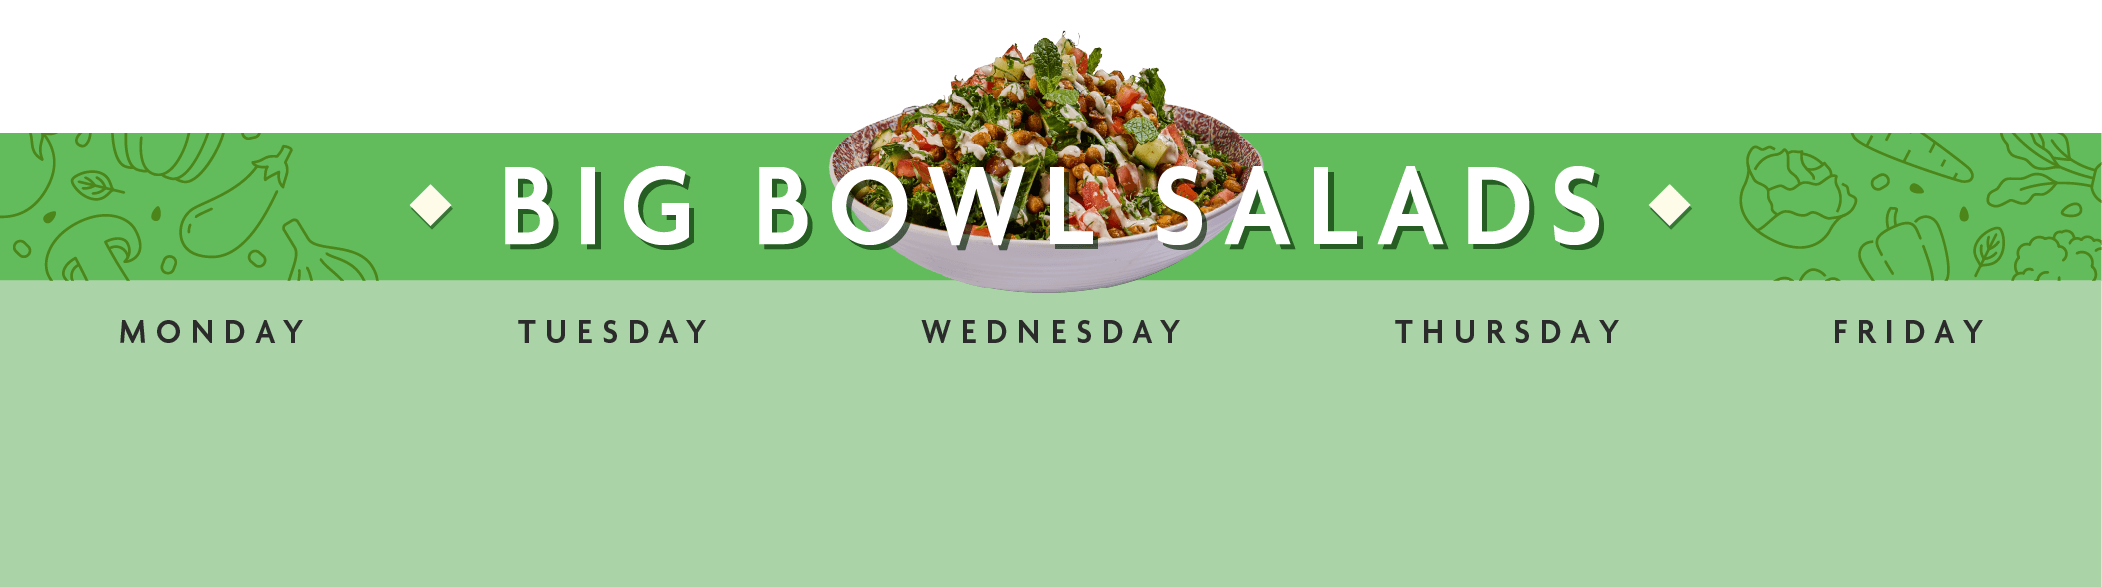 BIG BOWL SALADS
MONDAY TUESDAY WEDNESDAY THURSDAY FRIDAY